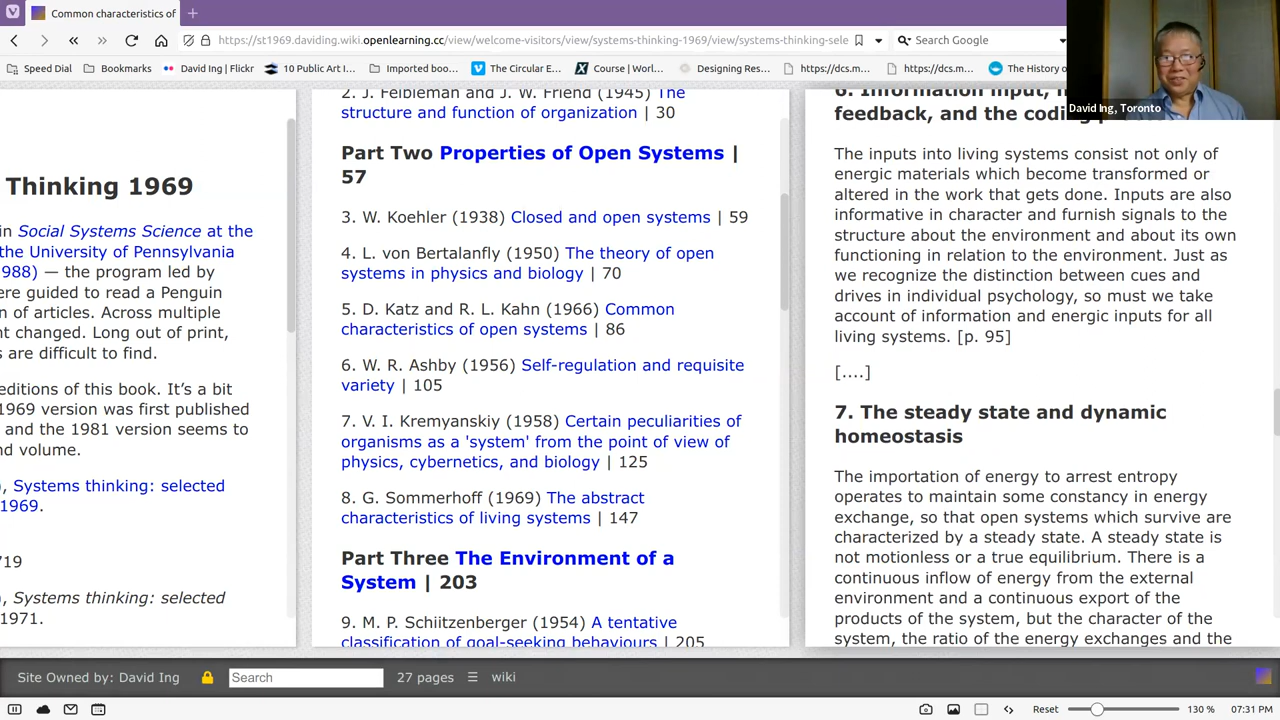 Common characteristics of
https://st1969.daviding.wiki.openlearning.cc/view/welcome-visitors/view/systems-thinking-1969/view/systems-thinking-sele
Search Google
Speed Dial
Bookmarks
David Ing | Flickr
10 Public Art I...
Imported boo...
The Circular E...
Course | Worl...
Designing Res...
https://dcs.m...
https://dcs.m...
The History o
David Ing, Toronto
Thinking 1969
in Social Systems Science at the
the University of Pennsylvania
988) — the program led by
ere guided to read a Penguin
n of articles. Across multiple
nt changed. Long out of print,
s are difficult to find.
editions of this book. It's a bit
1969 version was first published
and the 1981 version seems to
nd volume.
), Systems thinking: selected
1969.
719
), Systems thinking: selected
1971.
2. J. Feibleman and J. W. Friend (1945) The
structure and function of organization | 30
Part Two Properties of Open Systems |
57
3. W. Koehler (1938) Closed and open systems | 59
4. L. von Bertalanfly (1950) The theory of open
systems in physics and biology | 70
5. D. Katz and R. L. Kahn (1966) Common
characteristics of open systems | 86
6. W. R. Ashby (1956) Self-regulation and requisite
variety | 105
7. V. I. Kremyanskiy (1958) Certain peculiarities of
organisms as a 'system' from the point of view of
physics, cybernetics, and biology | 125
8. G. Sommerhoff (1969) The abstract
characteristics of living systems | 147
Part Three The Environment of a
System | 203
9. M. P. Schiitzenberger (1954) A tentative
classification of goal-seeking behaviours | 205
6. Information input,
feedback, and the coding
The inputs into living systems consist not only of
energic materials which become transformed or
altered in the work that gets done. Inputs are also
informative in character and furnish signals to the
structure about the environment and about its own
functioning in relation to the environment. Just as
we recognize the distinction between cues and
drives in individual psychology, so must we take
account of information and energic inputs for all
living systems. [p. 95]
[....]
7. The steady state and dynamic
homeostasis
The importation of energy to arrest entropy
operates to maintain some constancy in energy
exchange, so that open systems which survive are
characterized by a steady state. A steady state is
not motionless or a true equilibrium. There is a
continuous inflow of energy from the external
environment and a continuous export of the
products of the system, but the character of the
system, the ratio of the energy exchanges and the
Site Owned by: David Ing
Search
27 pages
wiki
Reset
130 %
07:31 PM